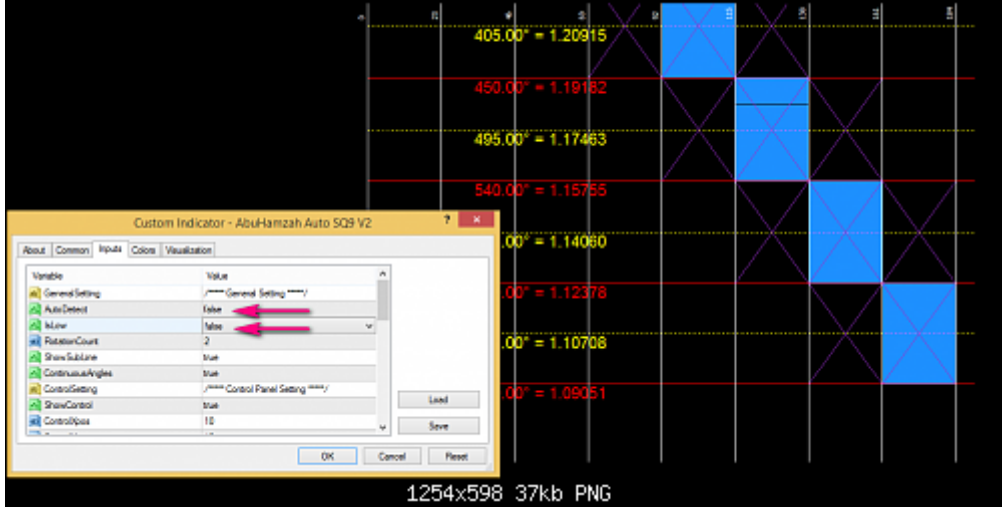 405.00° = 1.20915
450.00° = 1.19182
495.00° = 1.17463
540.00° = 1.15755
.00° = 1.14060
.00° = 1.12378
.00° = 1.10708
.00° = 1.09051
Custom Indicator - AbuHamzah Auto SQ9 V2
? ×
About Common Inputs Colors Visualization
Variable Value
GeneralSetting /***** General Setting *****/
AutoDetect false
IsLow false
RotationCount 2
ShowSubLine true
ContinuousAngles true
ControlSetting /***** Control Panel Setting *****/
ShowControl true
ControlXpos 10
Load
Save
OK Cancel Reset
1254x598 37kb PNG